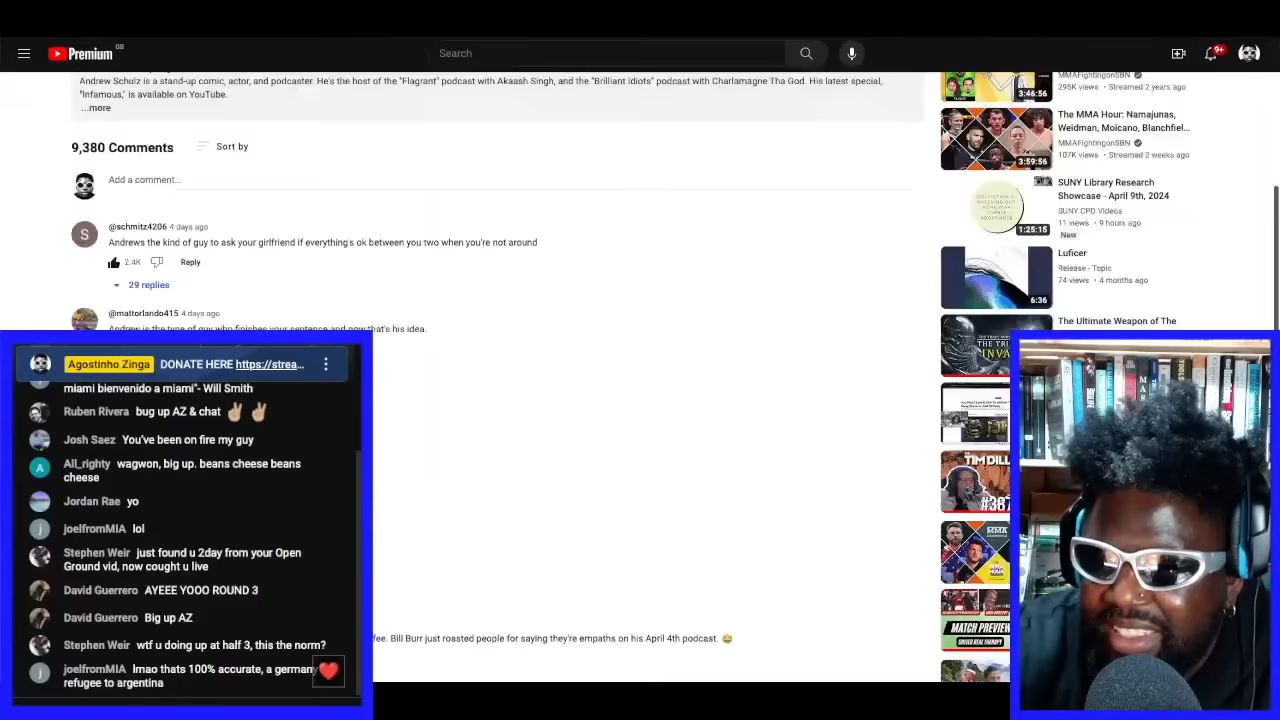 Premium GB
Search
9+
Andrew Schulz is a stand-up comic, actor, and podcaster. He's the host of the "Flagrant" podcast with Akaash Singh, and the "Brilliant Idiots" podcast with Charlamagne Tha God. His latest special,
"Infamous," is available on YouTube.
...more
9,380 Comments
Sort by
Add a comment...
S
@schmitz4206 4 days ago
Andrews the kind of guy to ask your girlfriend if everything's ok between you two when you're not around
2.4K Reply
29 replies
@mattorlando415 4 days ago
Andrew is the type of guy who finishes your sentence and now that's his idea.
fee. Bill Burr just roasted people for saying they're empaths on his April 4th podcast. 😂
MMAFightingonSBN
295K views • Streamed 2 years ago
3:46:56
The MMA Hour: Namajunas,
Weidman, Moicano, Blanchfiel...
MMAFightingonSBN
107K views • Streamed 2 weeks ago
3:59:56
SUNY Library Research
Showcase - April 9th, 2024
SUNY CPD Videos
11 views • 9 hours ago
New
1:25:15
Luficer
Release - Topic
74 views • 4 months ago
6:36
The Ultimate Weapon of The
INVA
TIM DILL
#387
MMA
MATCH PREVIEW
Agostinho Zinga DONATE HERE https://strea...
miami bienvenido a miami"- Will Smith
Ruben Rivera bug up AZ & chat ✌🏽✌🏽
Josh Saez You've been on fire my guy
A
All_righty wagwon, big up. beans cheese beans
cheese
Jordan Rae yo
j
joelfromMIA lol
Stephen Weir just found u 2day from your Open
Ground vid, now cought u live
David Guerrero AYEEE YOOO ROUND 3
David Guerrero Big up AZ
Stephen Weir wtf u doing up at half 3, this the norm?
j
joelfromMIA lmao thats 100% accurate, a germany
refugee to argentina